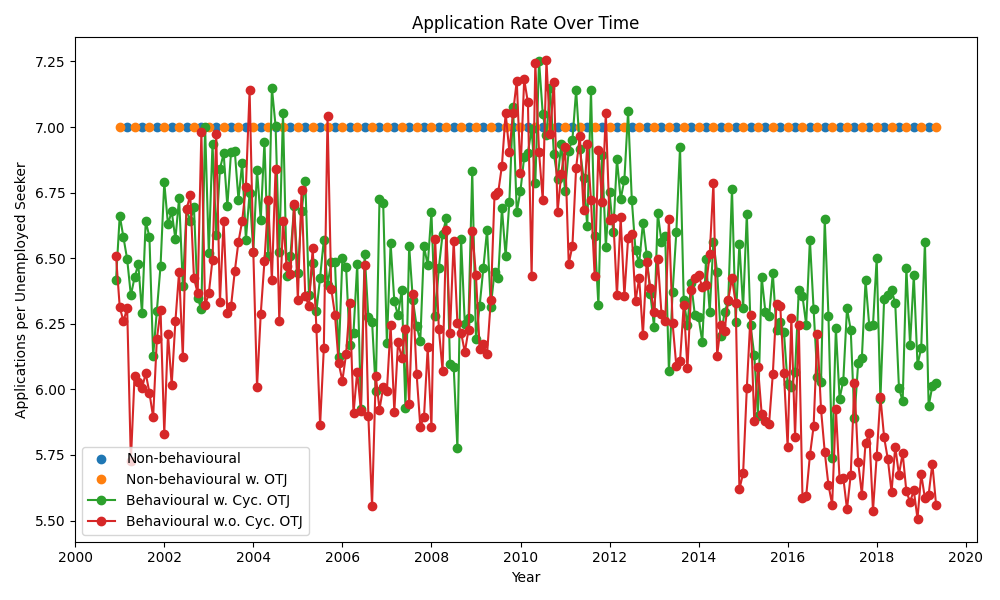 Application Rate Over Time
Applications per Unemployed Seeker
7.25
7.00
6.75
6.50
6.25
6.00
5.75
5.50
Non-behavioural
Non-behavioural w. OTJ
Behavioural w. Cyc. OTJ
Behavioural w.o. Cyc. OTJ
2000 2002 2004 2006 2008 2010 2012 2014 2016 2018 2020
Year